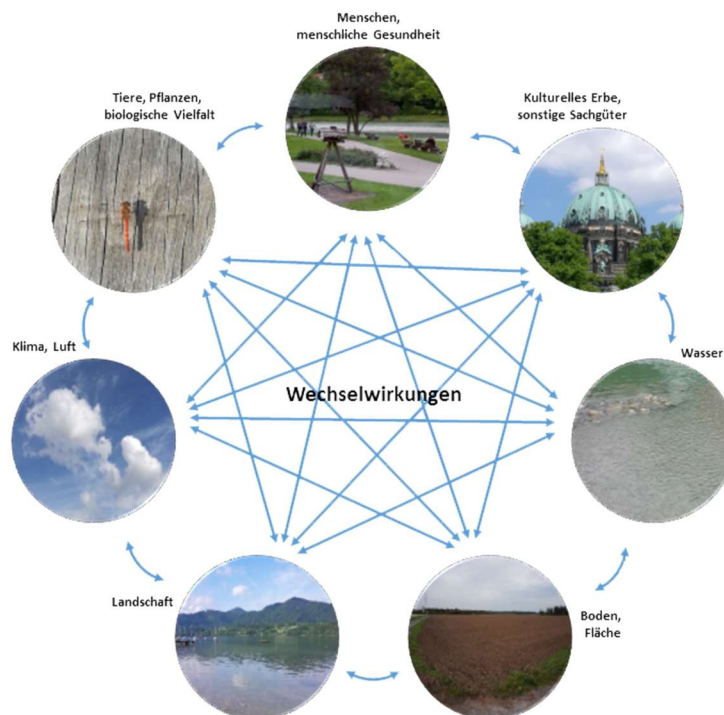 Menschen,
menschliche Gesundheit
Tiere, Pflanzen,
biologische Vielfalt
Kulturelles Erbe,
sonstige Sachgüter
Klima, Luft
Wasser
Wechselwirkungen
Landschaft
Boden,
Fläche